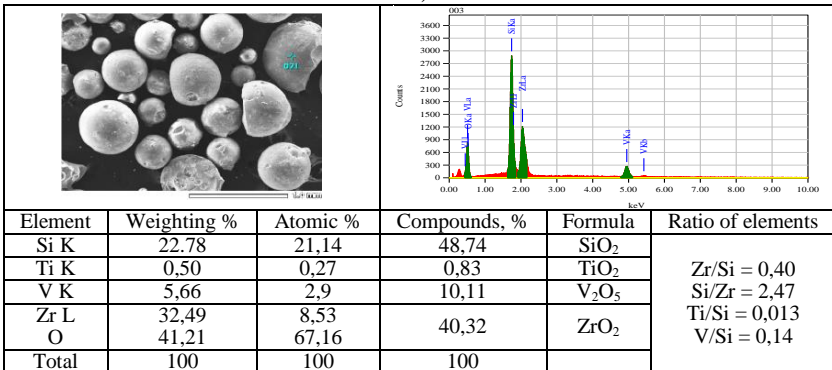 003
Counts
3600
3300
3000
2700
2400
2100
1800
1500
1200
900
600
300
0
VLl
OKa
VLa
SiKa
ZrLa
VKa
VKb
0.00 1.00 2.00 3.00 4.00 5.00 6.00 7.00 8.00 9.00 10.00
keV
Element Weighting % Atomic % Compounds, % Formula Ratio of elements
Si K 22.78 21,14 48,74 SiO₂
Ti K 0,50 0,27 0,83 TiO₂
V K 5,66 2,9 10,11 V₂O₅
Zr L 32,49 8,53 40,32 ZrO₂
O 41,21 67,16
Total 100 100 100
Zr/Si = 0,40
Si/Zr = 2,47
Ti/Si = 0,013
V/Si = 0,14